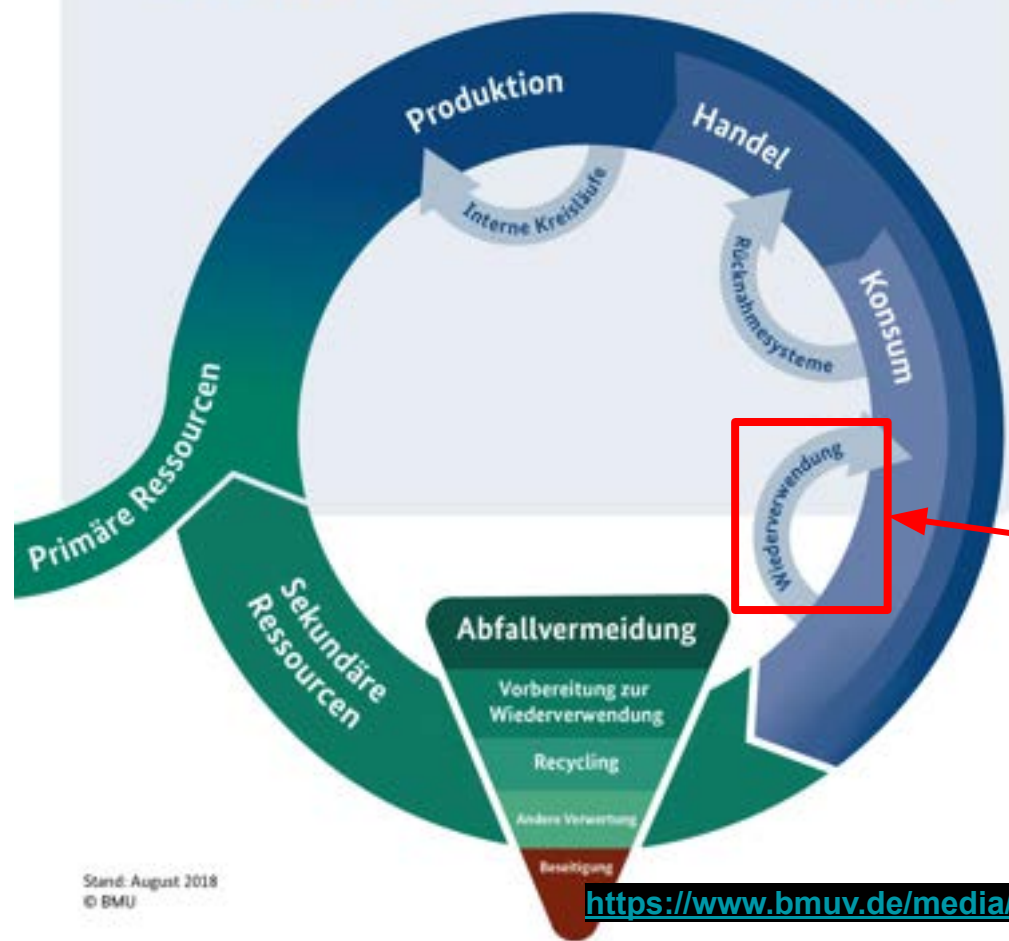 Produktion
Handel
Interne Kreisläufe
Rücknahmesysteme
Konsum
Wiederverwendung
Primäre Ressourcen
Sekundäre
Ressourcen
Abfallvermeidung
Vorbereitung zur
Wiederverwendung
Recycling
Andere Verwertung
Beseitigung
Stand: August 2018
© BMU
https://www.bmuv.de/media/